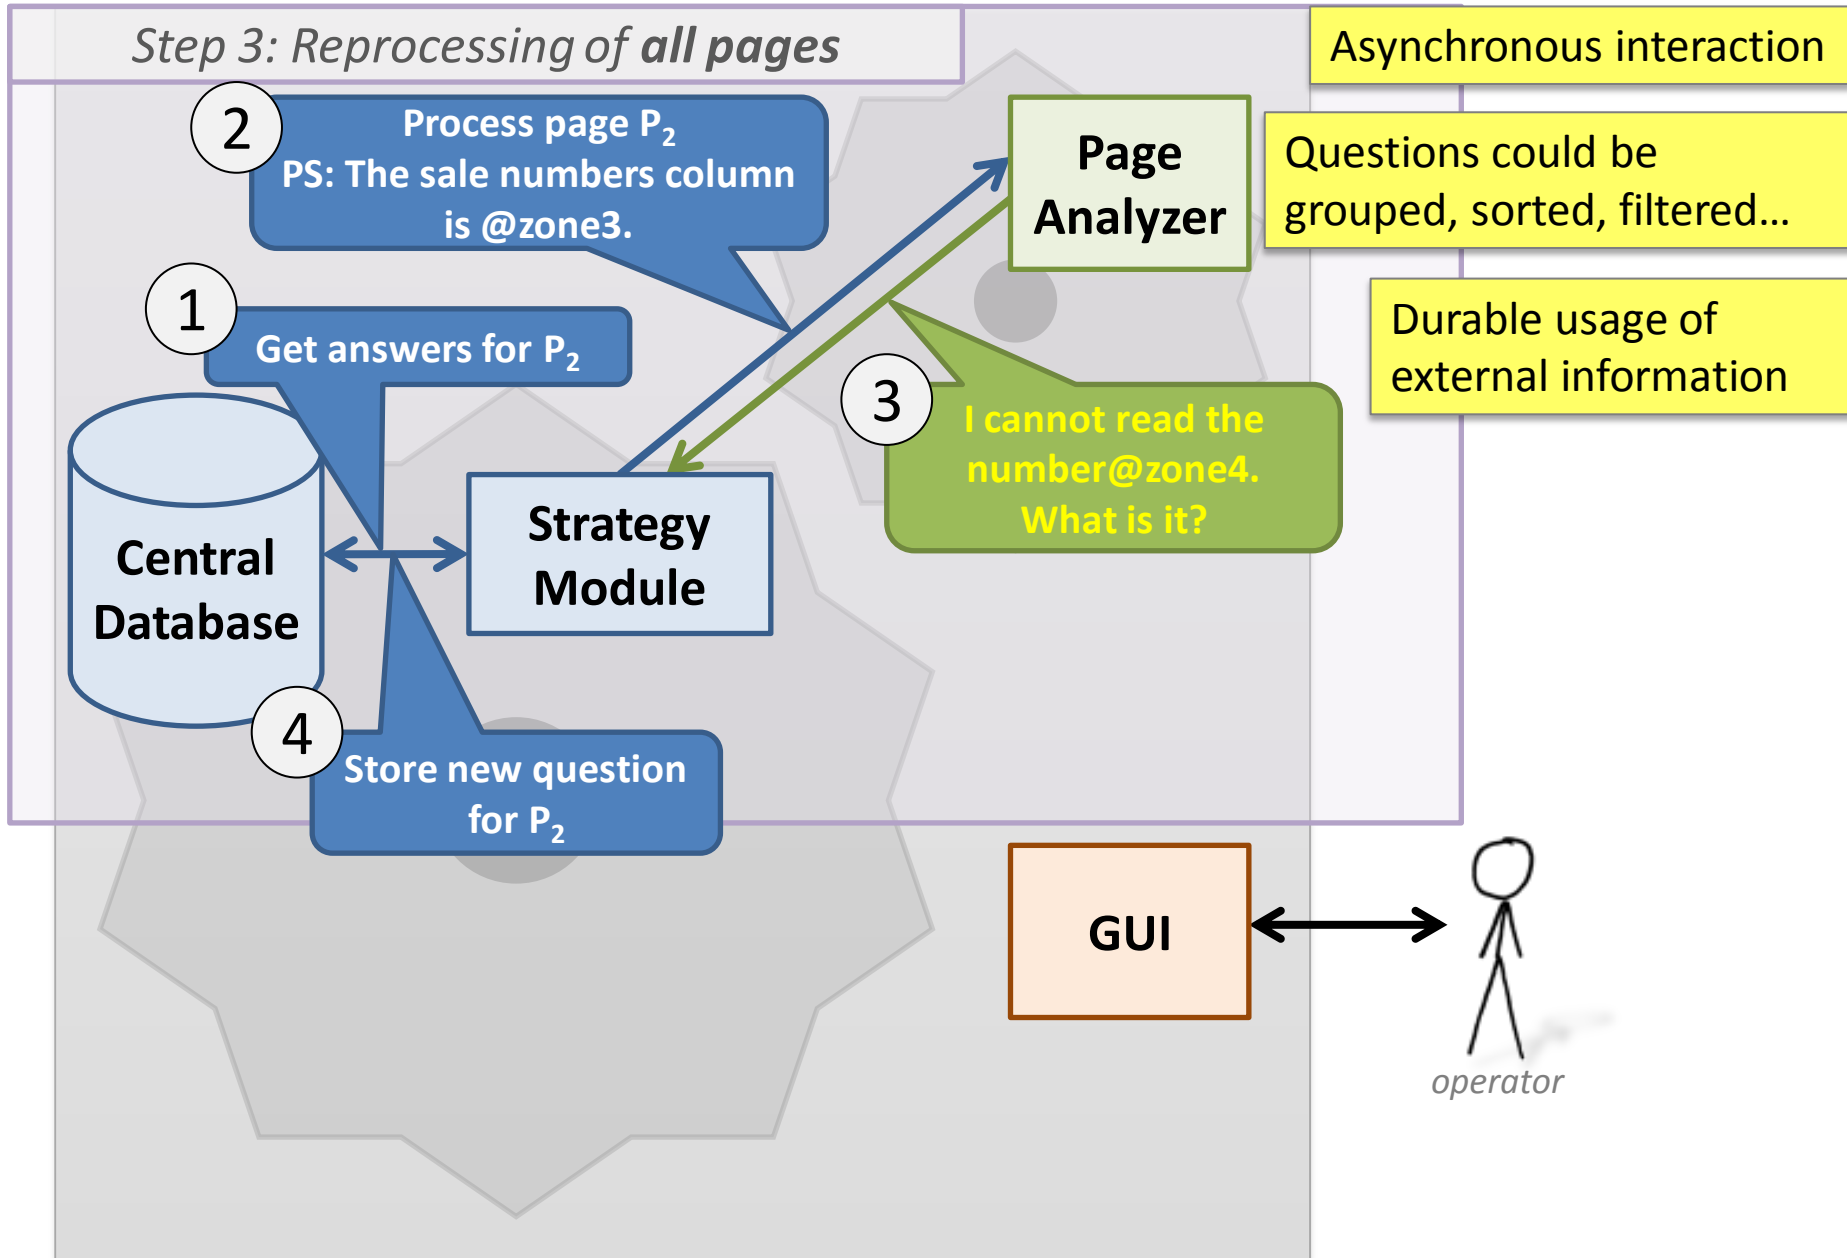 Step 3: Reprocessing of all pages
Asynchronous interaction
2
Process page P₂
PS: The sale numbers column
is @zone3.
Page
Analyzer
Questions could be
grouped, sorted, filtered…
1
Get answers for P₂
Durable usage of
external information
3
I cannot read the
number@zone4.
What is it?
Central
Database
Strategy
Module
4
Store new question
for P₂
GUI
operator